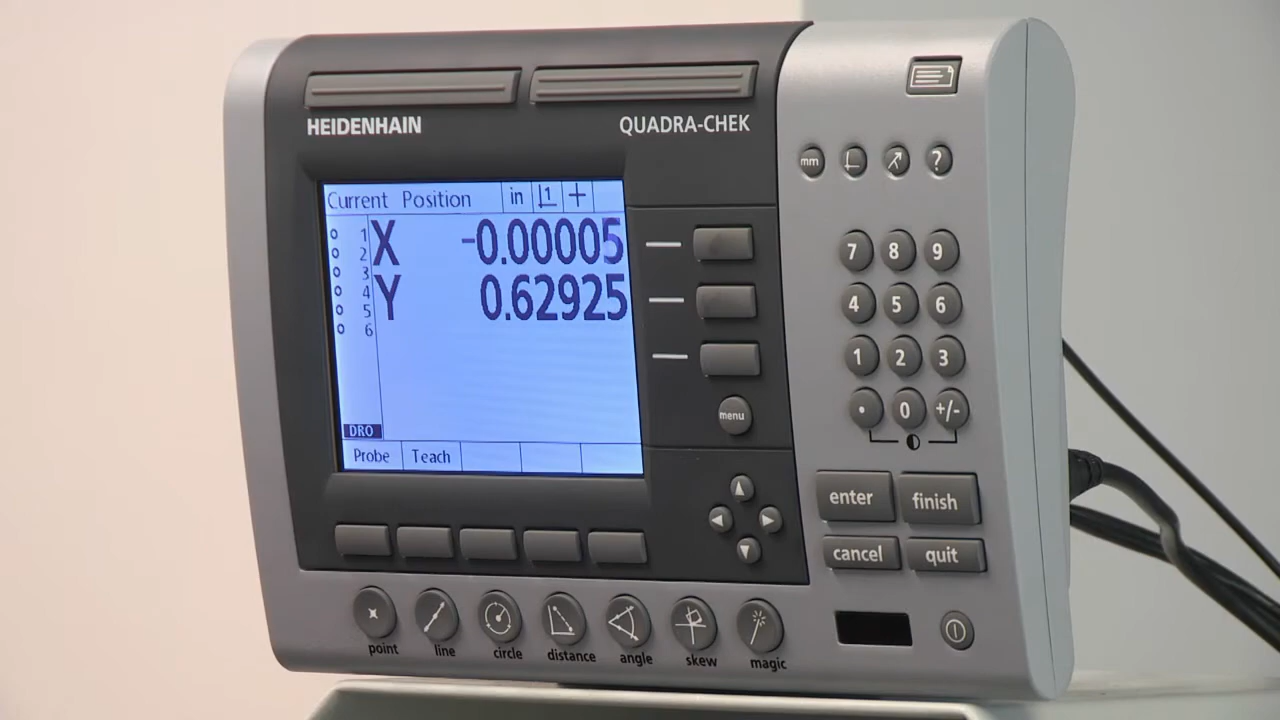 HEIDENHAIN
QUADRA-CHEK
mm
?
Current Position in 1
1 X -0.00005
2
3
4 Y 0.62925
5
6
DRO
Probe Teach
menu
7 8 9
4 5 6
1 2 3
. 0 +/-
enter finish
cancel quit
point line circle distance angle skew magic